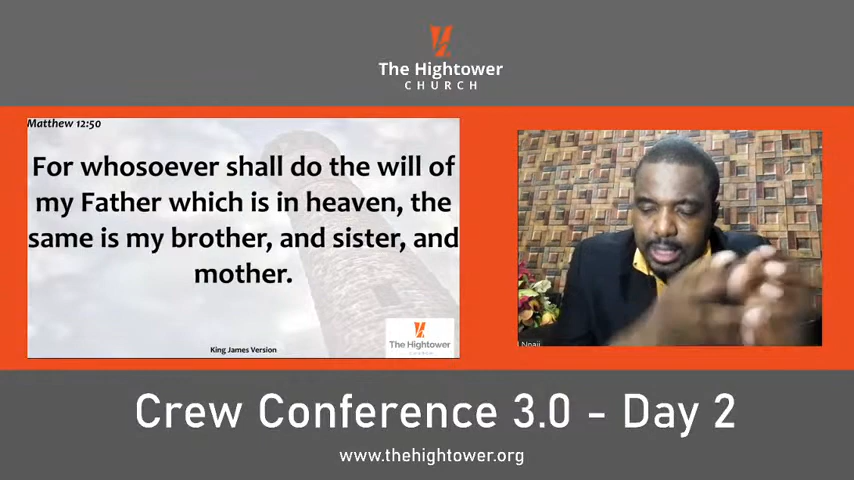 The Hightower
CHURCH
Matthew 12:50
For whosoever shall do the will of
my Father which is in heaven, the
same is my brother, and sister, and
mother.
King James Version
The Hightower
CHURCH
Crew Conference 3.0 - Day 2
www.thehightower.org